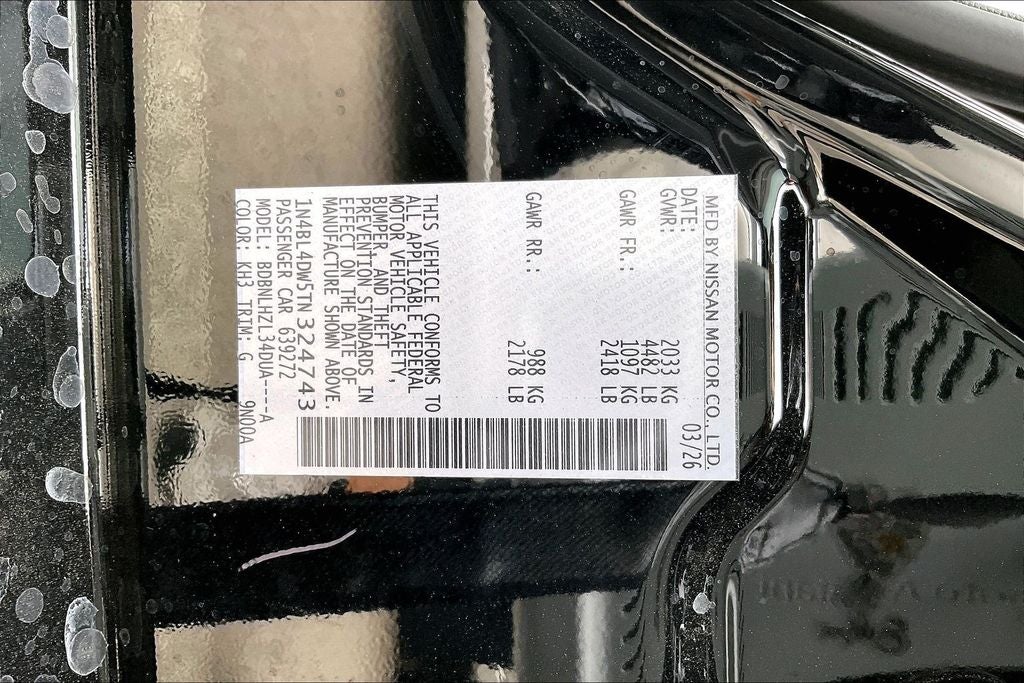 MFD BY NISSAN MOTOR CO., LTD.
DATE: 03/26
GVWR: 2033 KG
4482 LB
GAWR FR.: 1097 KG
2418 LB
GAWR RR.: 988 KG
2178 LB
THIS VEHICLE CONFORMS TO
ALL APPLICABLE FEDERAL
MOTOR VEHICLE SAFETY,
BUMPER AND THEFT
PREVENTION STANDARDS IN
EFFECT ON THE DATE OF
MANUFACTURE SHOWN ABOVE.
1N4BL4DW5TN324743
PASSENGER CAR 639272
MODEL: BDBNLHZL34DUA----A
COLOR: KH3 TRIM: G 9N00A